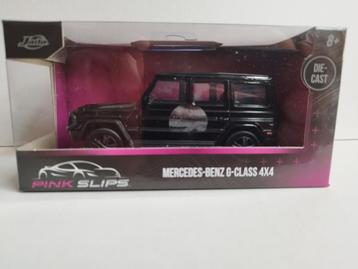 Jada
8+
DIE-
CAST
PINK SLIPS
MERCEDES-BENZ G-CLASS 4X4